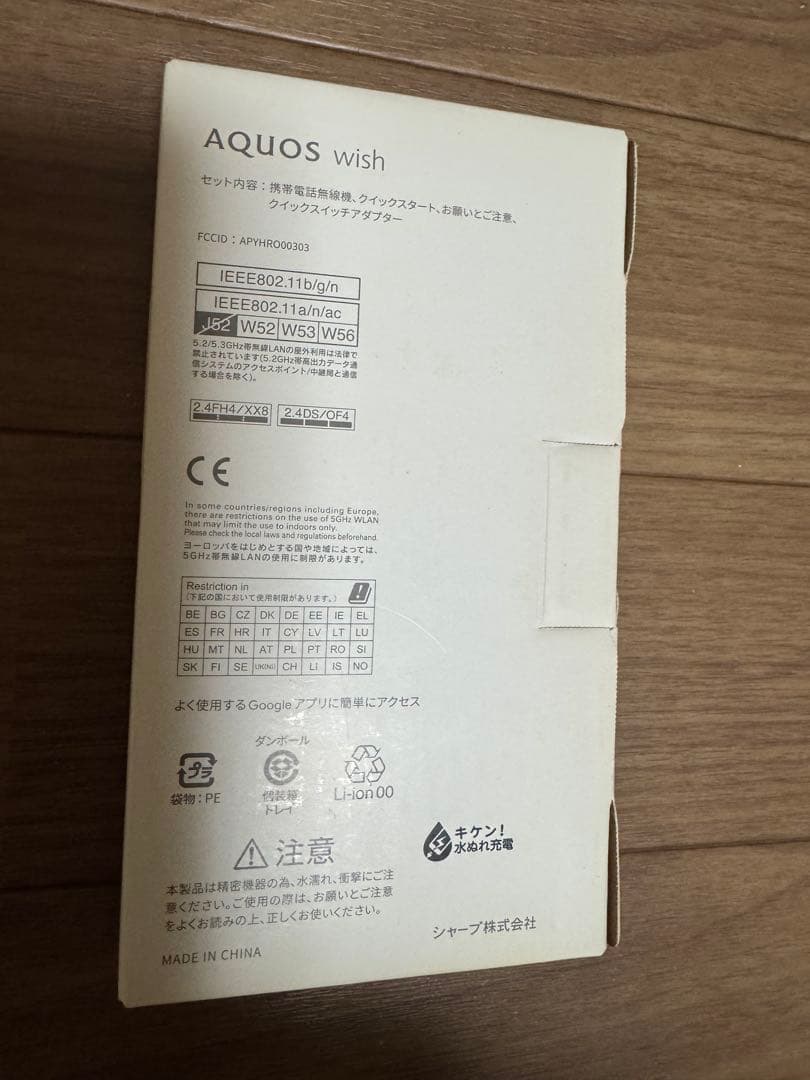 AQUOS wish
セット内容：携帯電話無線機、クイックスタート、お願いとご注意、
クイックスイッチアダプター
FCCID：APYHRO00303
IEEE802.11b/g/n
IEEE802.11a/n/ac
J52 W52 W53 W56
5.2/5.3GHz帯無線LANの屋外利用は法律で
禁止されています(5.2GHz帯高出力データ通
信システムのアクセスポイント/中継局と通信
する場合を除く)。
2.4FH4/XX8 2.4DS/OF4
CE
In some countries/regions including Europe,
there are restrictions on the use of 5GHz WLAN
that may limit the use to indoors only.
Please check the local laws and regulations beforehand.
ヨーロッパをはじめとする国や地域によっては、
5GHz帯無線LANの使用に制限があります。
Restriction in
(下記の国において使用制限があります。)
BE BG CZ DK DE EE IE EL
ES FR HR IT CY LV LT LU
HU MT NL AT PL PT RO SI
SK FI SE UK(NI) CH LI IS NO
よく使用するGoogle アプリに簡単にアクセス
プラ
袋物：PE
ダンボール
個装箱
トレイ
Li-ion 00
注意
本製品は精密機器の為、水濡れ、衝撃にご注
意ください。ご使用の際は、お願いとご注意
をよくお読みの上、正しくお使いください。
キケン！
水ぬれ充電
シャープ株式会社
MADE IN CHINA